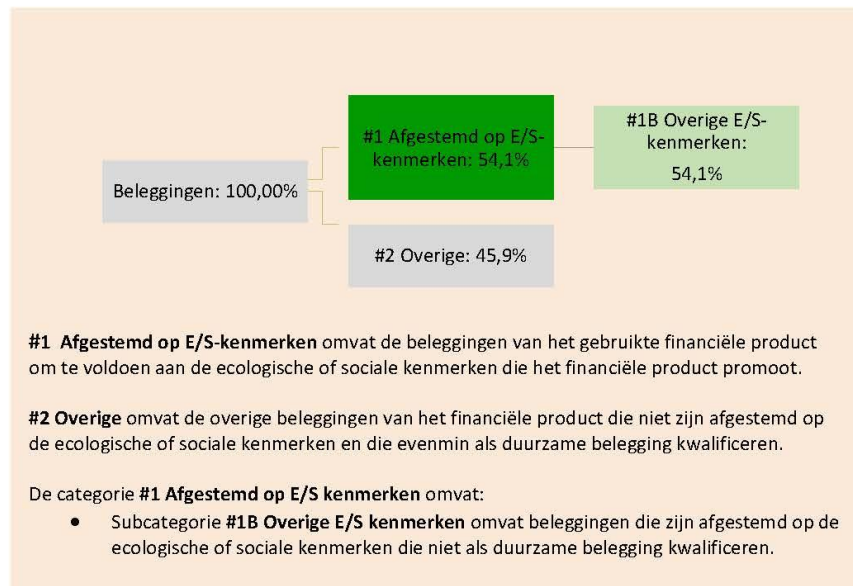 #1 Afgestemd op E/S-
kenmerken: 54,1%
#1B Overige E/S-
kenmerken:
54,1%
Beleggingen: 100,00%
#2 Overige: 45,9%
#1  Afgestemd op E/S-kenmerken omvat de beleggingen van het gebruikte financiële product
om te voldoen aan de ecologische of sociale kenmerken die het financiële product promoot.
#2 Overige omvat de overige beleggingen van het financiële product die niet zijn afgestemd op
de ecologische of sociale kenmerken en die evenmin als duurzame belegging kwalificeren.
De categorie #1 Afgestemd op E/S kenmerken omvat:
● Subcategorie #1B Overige E/S kenmerken omvat beleggingen die zijn afgestemd op de
ecologische of sociale kenmerken die niet als duurzame belegging kwalificeren.